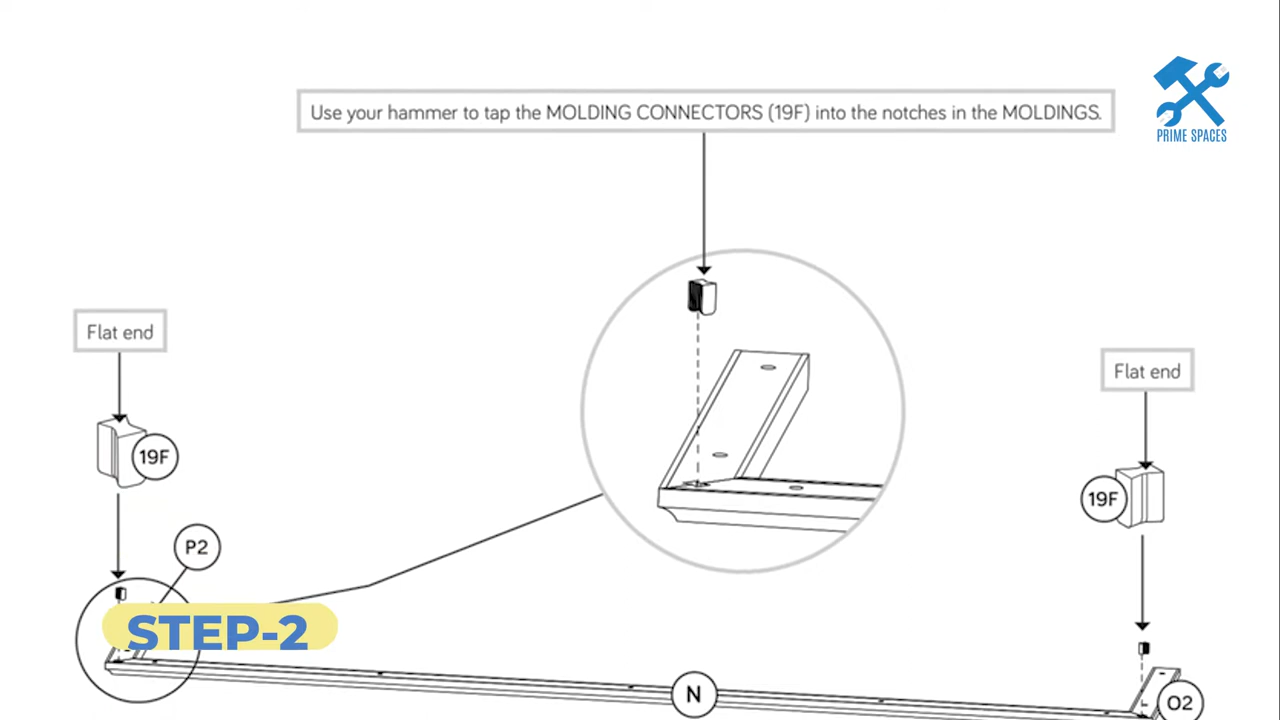 Use your hammer to tap the MOLDING CONNECTORS (19F) into the notches in the MOLDINGS.
PRIME SPACES
Flat end
Flat end
19F
19F
P2
STEP-2
N
O2